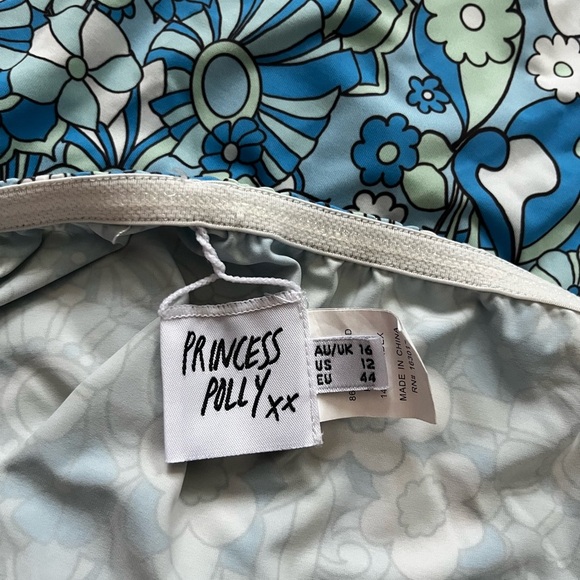 PRINCESS
POLLY xx
AU/UK 16
US 12
EU 44
MADE IN CHINA